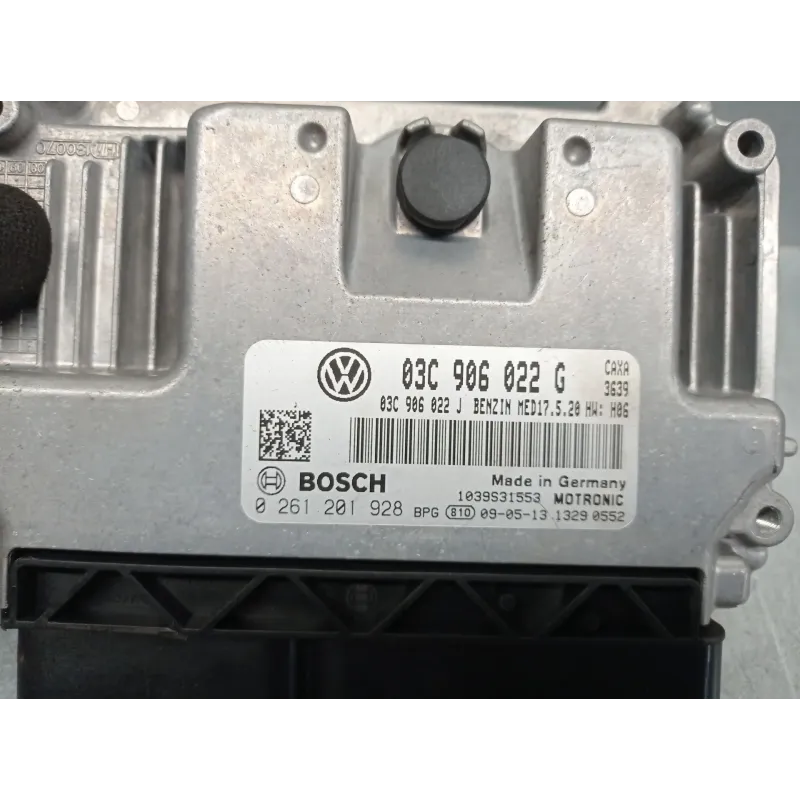 03C 906 022 G CAXA
3639
03C 906 022 J BENZIN MED17.5.20 HW: H06
BOSCH Made in Germany
1039S31553 MOTRONIC
0 261 201 928 BPG 810 09-05-13 1329 0552